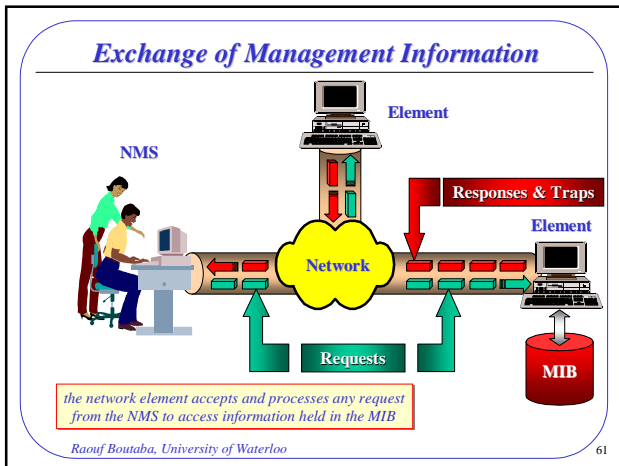 Exchange of Management Information
Element
NMS
Responses & Traps
Element
Network
Requests
MIB
the network element accepts and processes any request
from the NMS to access information held in the MIB
Raouf Boutaba, University of Waterloo
61